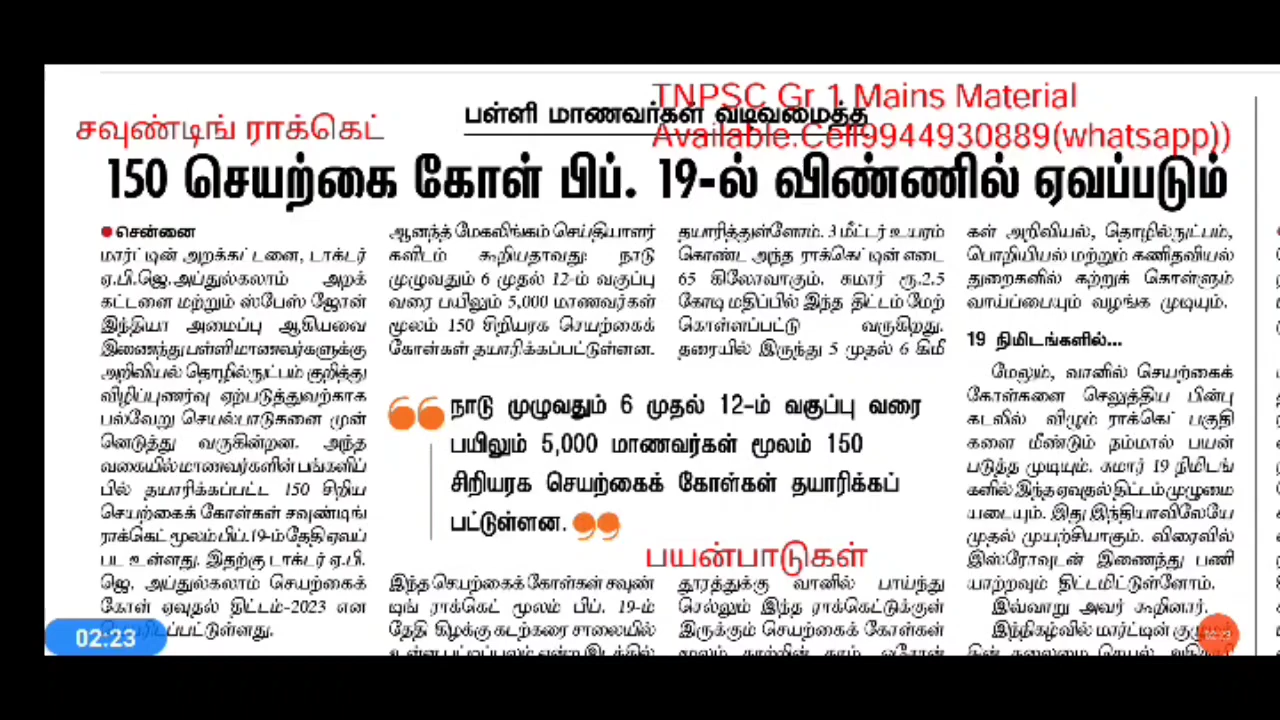 TNPSC Gr 1 Mains Material
Available.Cell9944930889(whatsapp))
சவுண்டிங் ராக்கெட்
பள்ளி மாணவர்கள் வடிவமைத்த
150 செயற்கை கோள் பிப். 19-ல் விண்ணில் ஏவப்படும்
சென்னை
மார்ட்டின் அறக்கட்டளை, டாக்டர்
ஏ.பி.ஜெ.அப்துல்கலாம் அறக்
கட்டளை மற்றும் ஸ்பேஸ் ஜோன்
இந்தியா அமைப்பு ஆகியவை
இணைந்து பள்ளி மாணவர்களுக்கு
அறிவியல் தொழில்நுட்பம் குறித்து
விழிப்புணர்வு ஏற்படுத்துவற்காக
பல்வேறு செயல்பாடுகளை முன்
னெடுத்து வருகின்றன. அந்த
வகையில் மாணவர்களின் பங்களிப்
பில் தயாரிக்கப்பட்ட 150 சிறிய
செயற்கைக் கோள்கள் சவுண்டிங்
ராக்கெட் மூலம் பிப்.19-ம் தேதி ஏவப்
பட உள்ளது. இதற்கு டாக்டர் ஏ.பி.
ஜெ. அப்துல்கலாம் செயற்கைக்
கோள் ஏவுதல் திட்டம்-2023 என
ஆனந்த் மேகலிங்கம் செய்தியாளர்
களிடம் கூறியதாவது: நாடு
முழுவதும் 6 முதல் 12-ம் வகுப்பு
வரை பயிலும் 5,000 மாணவர்கள்
மூலம் 150 சிறியரக செயற்கைக்
கோள்கள் தயாரிக்கப்பட்டுள்ளன.
நாடு முழுவதும் 6 முதல் 12-ம் வகுப்பு வரை
பயிலும் 5,000 மாணவர்கள் மூலம் 150
சிறியரக செயற்கைக் கோள்கள் தயாரிக்கப்
பட்டுள்ளன.
இந்த செயற்கைக் கோள்கள் சவுண்
டிங் ராக்கெட் மூலம் பிப். 19-ம்
தேதி கிழக்கு கடற்கரை சாலையில்
தயாரித்துள்ளோம். 3 மீட்டர் உயரம்
கொண்ட அந்த ராக்கெட்டின் எடை
65 கிலோவாகும். சுமார் ரூ.2.5
கோடி மதிப்பில் இந்த திட்டம் மேற்
கொள்ளப்பட்டு வருகிறது.
தரையில் இருந்து 5 முதல் 6 கிமீ
பயன்பாடுகள்
தூரத்துக்கு வானில் பாய்ந்து
செல்லும் இந்த ராக்கெட்டுக்குள்
இருக்கும் செயற்கைக் கோள்கள்
கள் அறிவியல், தொழில்நுட்பம்,
பொறியியல் மற்றும் கணிதவியல்
துறைகளில் கற்றுக் கொள்ளும்
வாய்ப்பையும் வழங்க முடியும்.
19 நிமிடங்களில்...
மேலும், வானில் செயற்கைக்
கோள்களை செலுத்திய பின்பு
கடலில் விழும் ராக்கெட் பகுதி
களை மீண்டும் நம்மால் பயன்
படுத்த முடியும். சுமார் 19 நிமிடங்
களில் இந்த ஏவுதல் திட்டம் முழுமை
யடையும். இது இந்தியாவிலேயே
முதல் முயற்சியாகும். விரைவில்
இஸ்ரோவுடன் இணைந்து பணி
யாற்றவும் திட்டமிட்டுள்ளோம்.
இவ்வாறு அவர் கூறினார்.
இந்நிகழ்வில் மார்ட்டின்
02:23
02:23